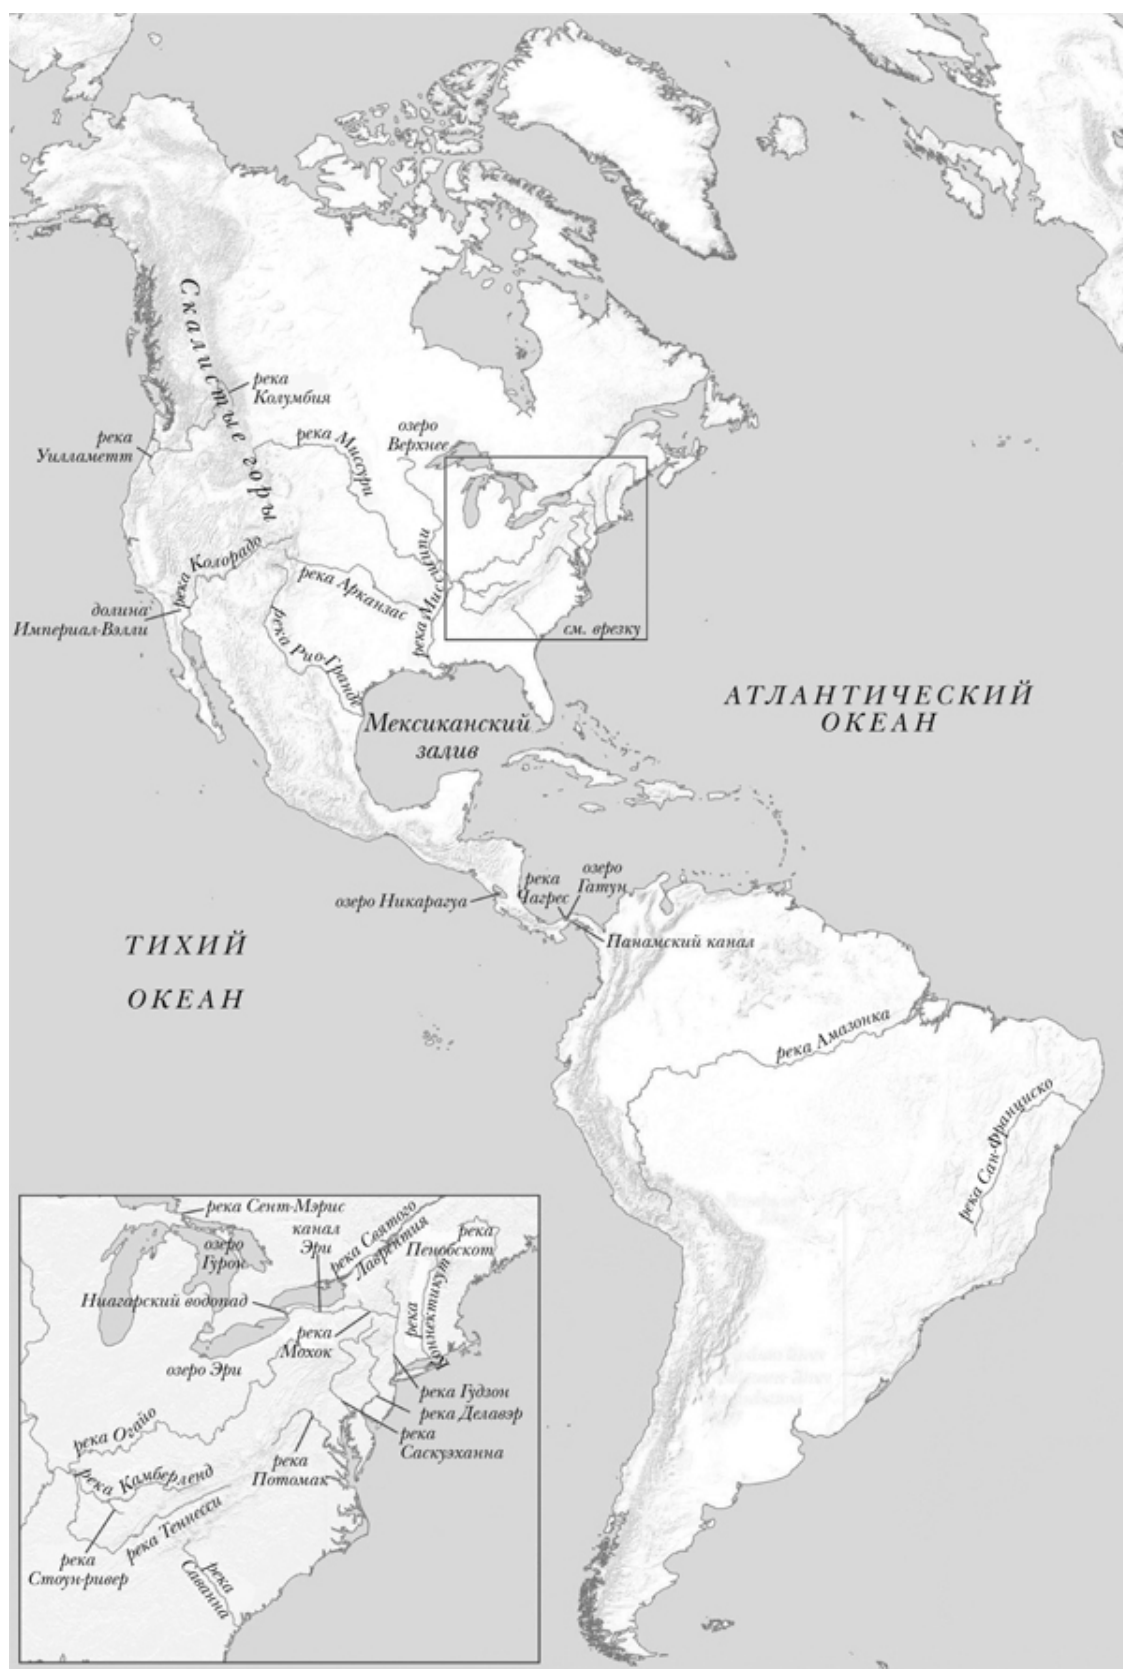 Скалистые горы
река
Колумбия
река
Уилламетт
река Миссури
озеро
Верхнее
река Колорадо
река Арканзас
река Миссисипи
долина
Империал-Вэлли
река Рио-Гранде
см. врезку
АТЛАНТИЧЕСКИЙ
ОКЕАН
Мексиканский
залив
озеро
Гатун
река
Чагрес
озеро Никарагуа
Панамский канал
ТИХИЙ
ОКЕАН
река Амазонка
река Сан-Франциско
река Сент-Мэрис
канал
Эри
река Святого
Лаврентия
река
Пенобскот
озеро
Гурон
Ниагарский водопад
река
Коннектикут
река
Мохок
озеро Эри
река Гудзон
река Делавэр
река
Саскуэханна
река Огайо
река
Потомак
река Камберленд
река Теннесси
река
Стоун-ривер
река
Саванна